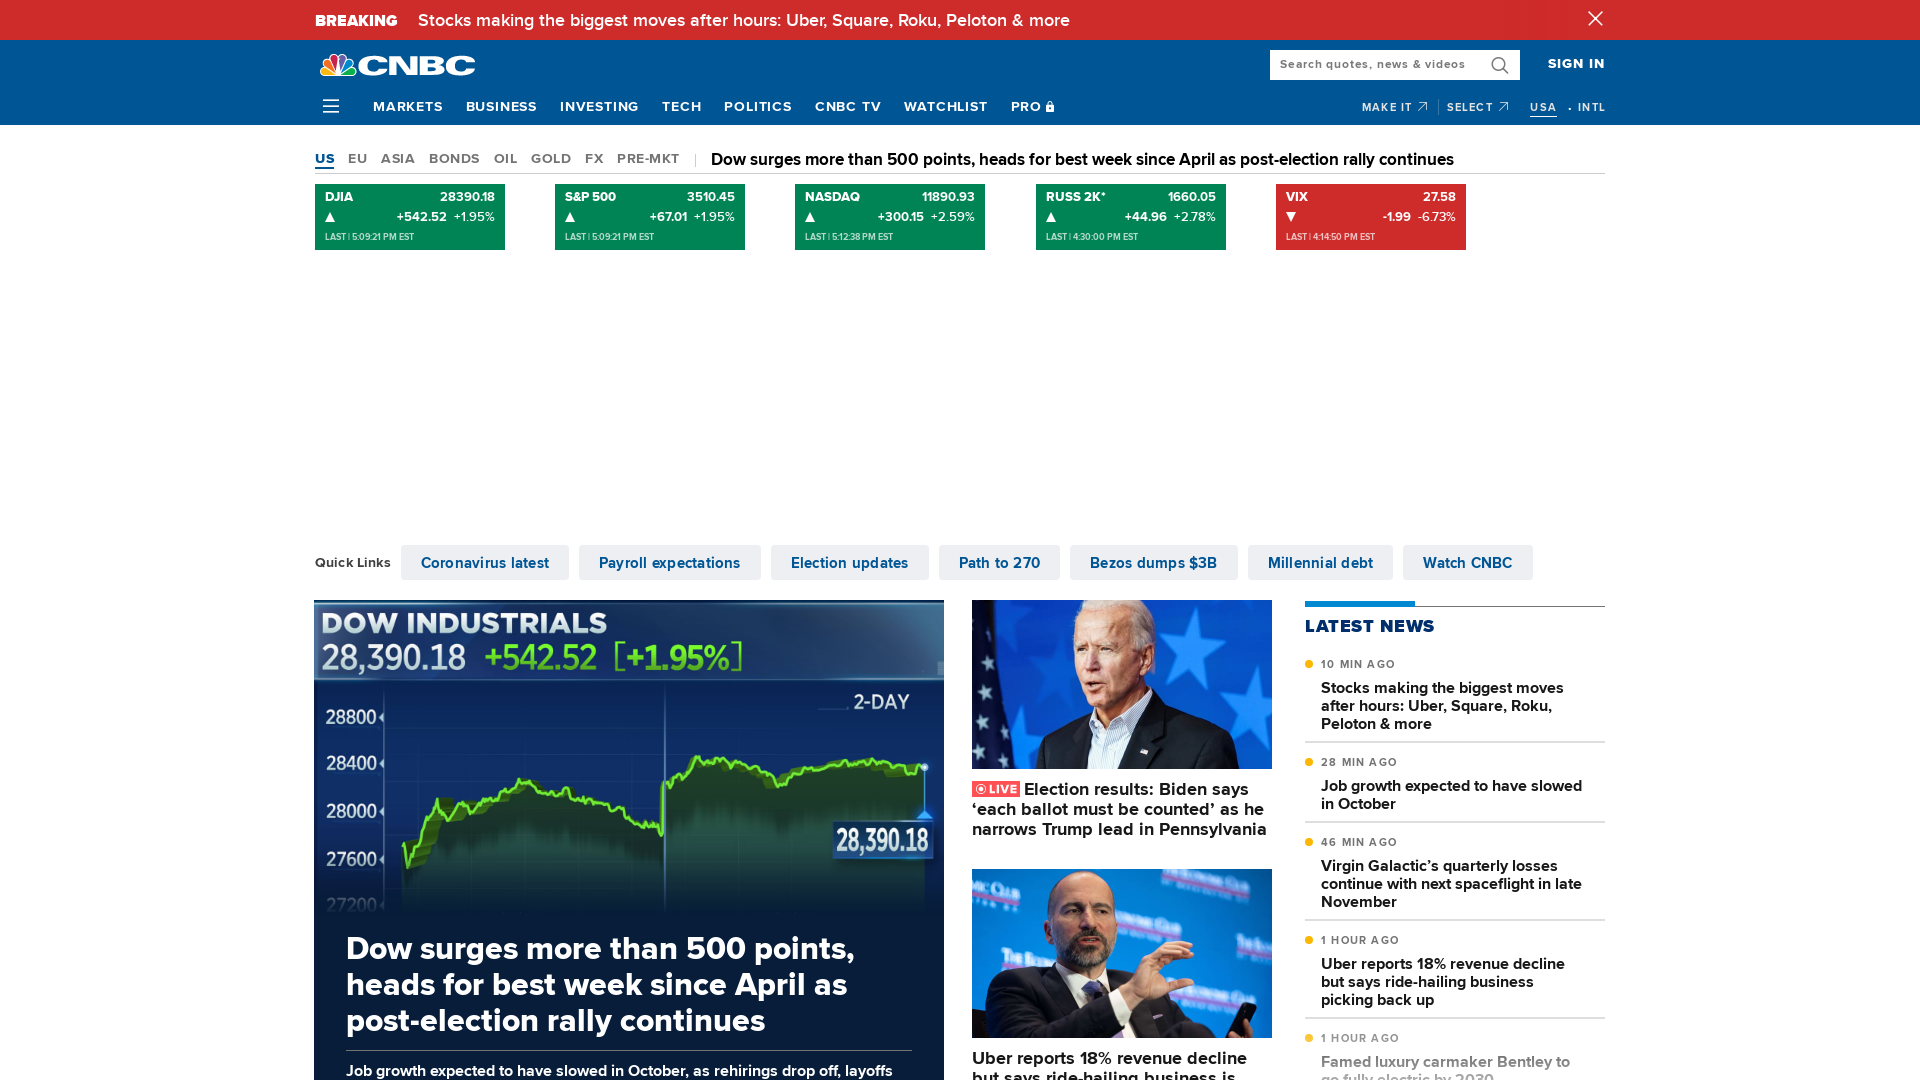 BREAKING Stocks making the biggest moves after hours: Uber, Square, Roku, Peloton & more
CNBC
Search quotes, news & videos
SIGN IN
MARKETS BUSINESS INVESTING TECH POLITICS CNBC TV WATCHLIST PRO
MAKE IT SELECT USA • INTL
US EU ASIA BONDS OIL GOLD FX PRE-MKT
Dow surges more than 500 points, heads for best week since April as post-election rally continues
DJIA 28390.18
+542.52 +1.95%
LAST | 5:09:21 PM EST
S&P 500 3510.45
+67.01 +1.95%
LAST | 5:09:21 PM EST
NASDAQ 11890.93
+300.15 +2.59%
LAST | 5:12:38 PM EST
RUSS 2K* 1660.05
+44.96 +2.78%
LAST | 4:30:00 PM EST
VIX 27.58
-1.99 -6.73%
LAST | 4:14:50 PM EST
Quick Links
Coronavirus latest
Payroll expectations
Election updates
Path to 270
Bezos dumps $3B
Millennial debt
Watch CNBC
DOW INDUSTRIALS
28,390.18 +542.52 [+1.95%]
2-DAY
28800
28400
28000
27600
27200
28,390.18
Dow surges more than 500 points,
heads for best week since April as
post-election rally continues
Job growth expected to have slowed in October, as rehirings drop off, layoffs
LIVE Election results: Biden says
‘each ballot must be counted’ as he
narrows Trump lead in Pennsylvania
Uber reports 18% revenue decline
but says ride-hailing business is
LATEST NEWS
10 MIN AGO
Stocks making the biggest moves
after hours: Uber, Square, Roku,
Peloton & more
28 MIN AGO
Job growth expected to have slowed
in October
46 MIN AGO
Virgin Galactic’s quarterly losses
continue with next spaceflight in late
November
1 HOUR AGO
Uber reports 18% revenue decline
but says ride-hailing business
picking back up
1 HOUR AGO
Famed luxury carmaker Bentley to
go fully electric by 2030